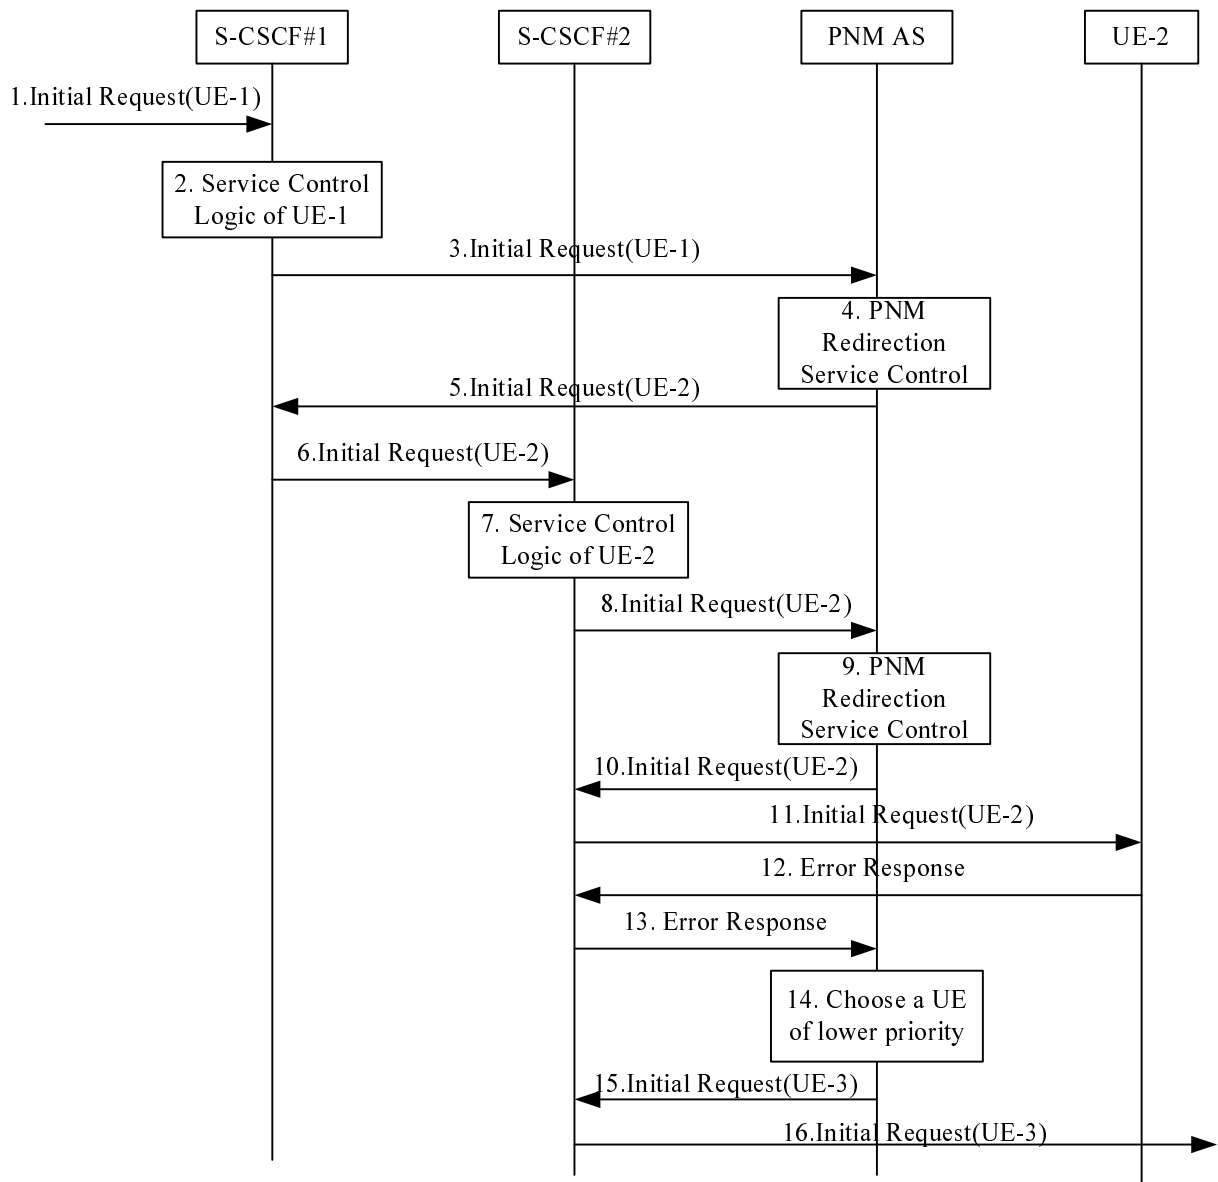 S-CSCF#1
S-CSCF#2
PNM AS
UE-2
1.Initial Request(UE-1)
2. Service Control
Logic of UE-1
3.Initial Request(UE-1)
4. PNM
Redirection
Service Control
5.Initial Request(UE-2)
6.Initial Request(UE-2)
7. Service Control
Logic of UE-2
8.Initial Request(UE-2)
9. PNM
Redirection
Service Control
10.Initial Request(UE-2)
11.Initial Request(UE-2)
12. Error Response
13. Error Response
14. Choose a UE
of lower priority
15.Initial Request(UE-3)
16.Initial Request(UE-3)